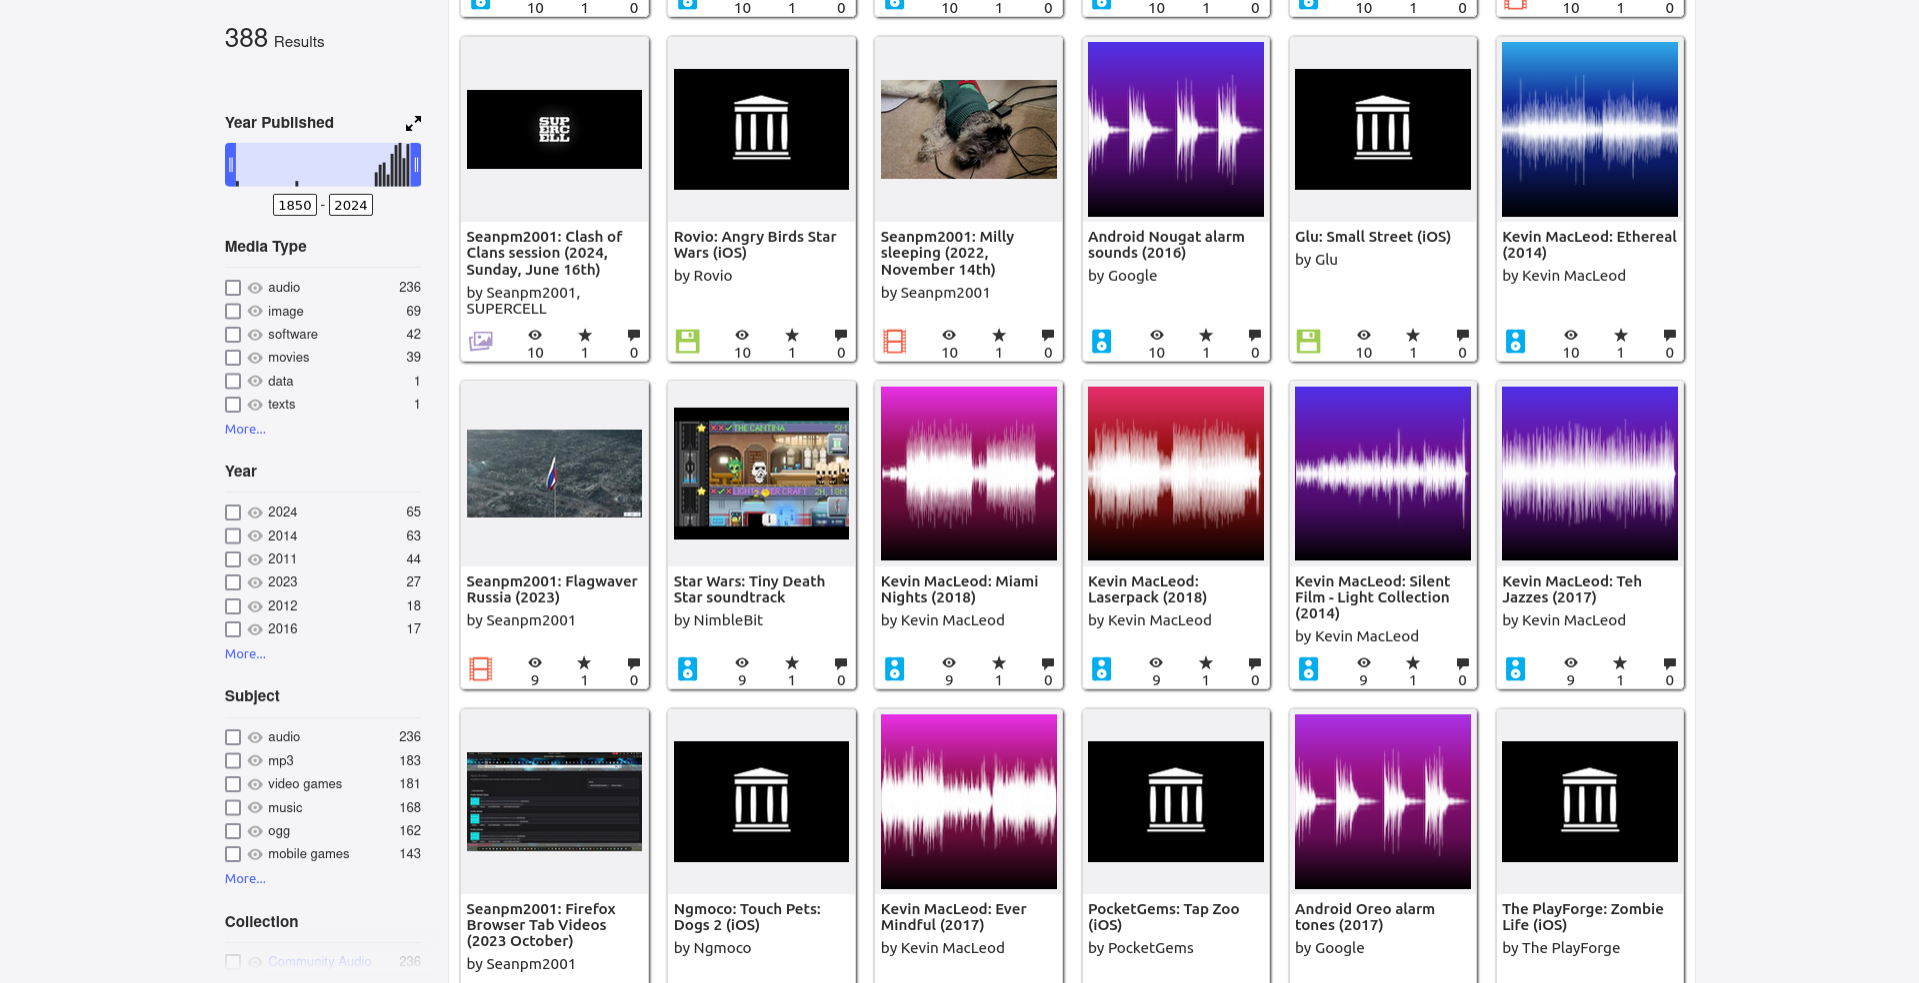 10 1 0
10 1 0
10 1 0
10 1 0
10 1 0
10 1 0
388 Results
Year Published
1850 - 2024
Media Type
audio 236
image 69
software 42
movies 39
data 1
texts 1
More...
Year
2024 65
2014 63
2011 44
2023 27
2012 18
2016 17
More...
Subject
audio 236
mp3 183
video games 181
music 168
ogg 162
mobile games 143
More...
Collection
Community Audio 236
SUP
ERC
ELL
Seanpm2001: Clash of
Clans session (2024,
Sunday, June 16th)
by Seanpm2001,
SUPERCELL
10 1 0
Rovio: Angry Birds Star
Wars (iOS)
by Rovio
10 1 0
Seanpm2001: Milly
sleeping (2022,
November 14th)
by Seanpm2001
10 1 0
Android Nougat alarm
sounds (2016)
by Google
10 1 0
Glu: Small Street (iOS)
by Glu
10 1 0
Kevin MacLeod: Ethereal
(2014)
by Kevin MacLeod
10 1 0
Seanpm2001: Flagwaver
Russia (2023)
by Seanpm2001
9 1 0
THE CANTINA 5M
2H, 18M
Star Wars: Tiny Death
Star soundtrack
by NimbleBit
9 1 0
Kevin MacLeod: Miami
Nights (2018)
by Kevin MacLeod
9 1 0
Kevin MacLeod:
Laserpack (2018)
by Kevin MacLeod
9 1 0
Kevin MacLeod: Silent
Film - Light Collection
(2014)
by Kevin MacLeod
9 1 0
Kevin MacLeod: Teh
Jazzes (2017)
by Kevin MacLeod
9 1 0
Seanpm2001: Firefox
Browser Tab Videos
(2023 October)
by Seanpm2001
Ngmoco: Touch Pets:
Dogs 2 (iOS)
by Ngmoco
Kevin MacLeod: Ever
Mindful (2017)
by Kevin MacLeod
PocketGems: Tap Zoo
(iOS)
by PocketGems
Android Oreo alarm
tones (2017)
by Google
The PlayForge: Zombie
Life (iOS)
by The PlayForge